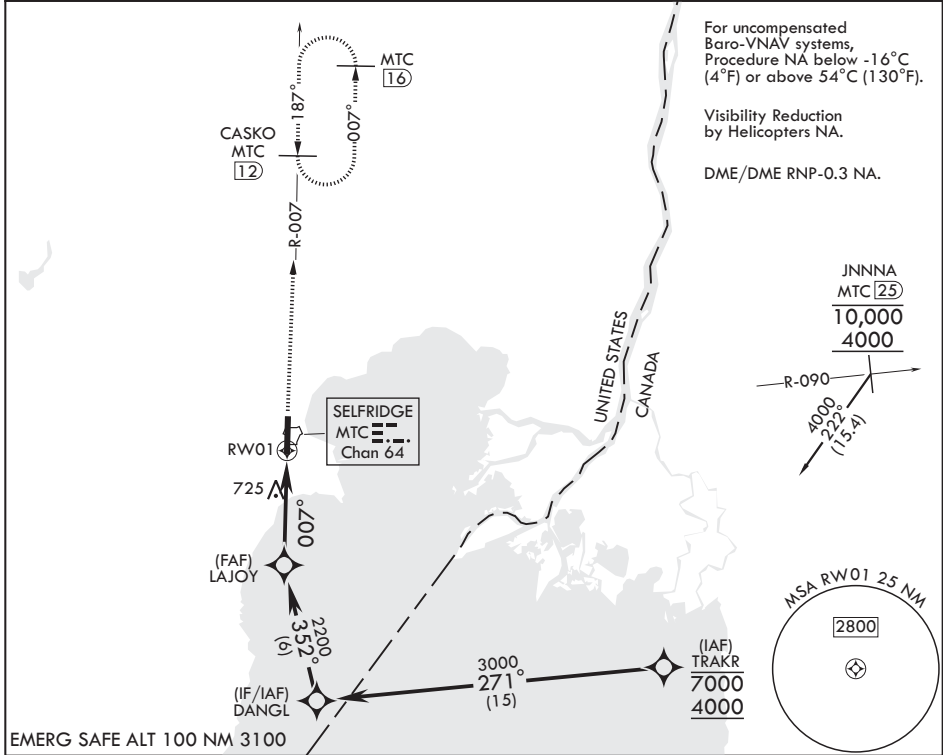 For uncompensated
Baro-VNAV systems,
Procedure NA below -16°C
(4°F) or above 54°C (130°F).
Visibility Reduction
by Helicopters NA.
DME/DME RNP-0.3 NA.
MTC
16
187°
007°
CASKO
MTC
12
R-007
JNNNA
MTC 25
10,000
4000
R-090
4000
222°
(15.4)
UNITED STATES
CANADA
SELFRIDGE
MTC
Chan 64
RW01
725
007°
(FAF)
LAJOY
2200
352°
(6)
(IF/IAF)
DANGL
3000
271°
(15)
(IAF)
TRAKR
7000
4000
MSA RW01 25 NM
2800
EMERG SAFE ALT 100 NM 3100